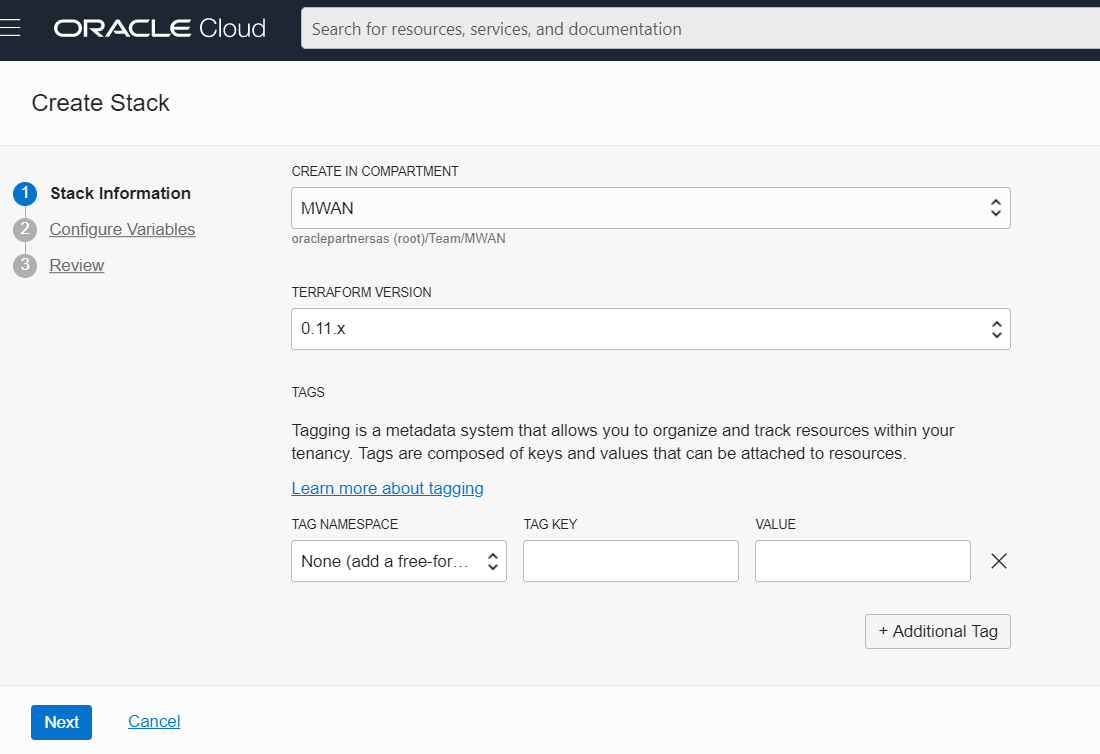 ORACLE Cloud
Search for resources, services, and documentation
Create Stack
1 Stack Information
2 Configure Variables
3 Review
CREATE IN COMPARTMENT
MWAN
oraclepartnersas (root)/Team/MWAN
TERRAFORM VERSION
0.11.x
TAGS
Tagging is a metadata system that allows you to organize and track resources within your
tenancy. Tags are composed of keys and values that can be attached to resources.
Learn more about tagging
TAG NAMESPACE TAG KEY VALUE
None (add a free-for...
+ Additional Tag
Next Cancel